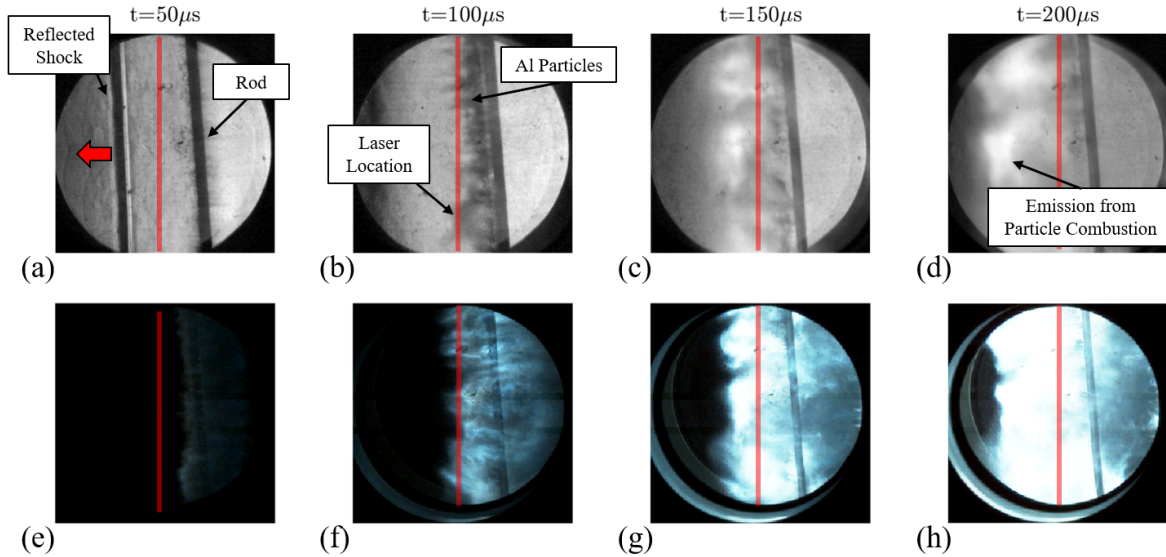 t=50μs
t=100μs
t=150μs
t=200μs
Reflected
Shock
Rod
Al Particles
Laser
Location
Emission from
Particle Combustion
(a)
(b)
(c)
(d)
(e)
(f)
(g)
(h)